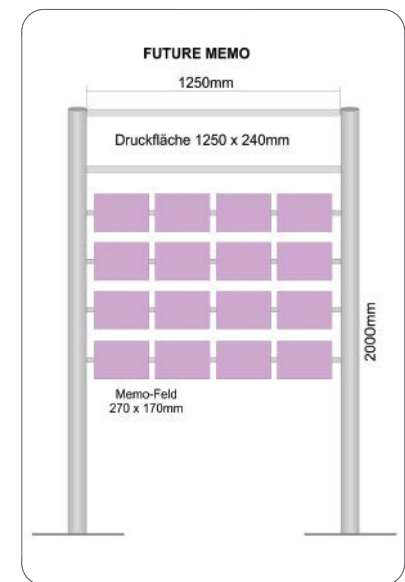 FUTURE MEMO
1250mm
Druckfläche 1250 x 240mm
2000mm
Memo-Feld
270 x 170mm